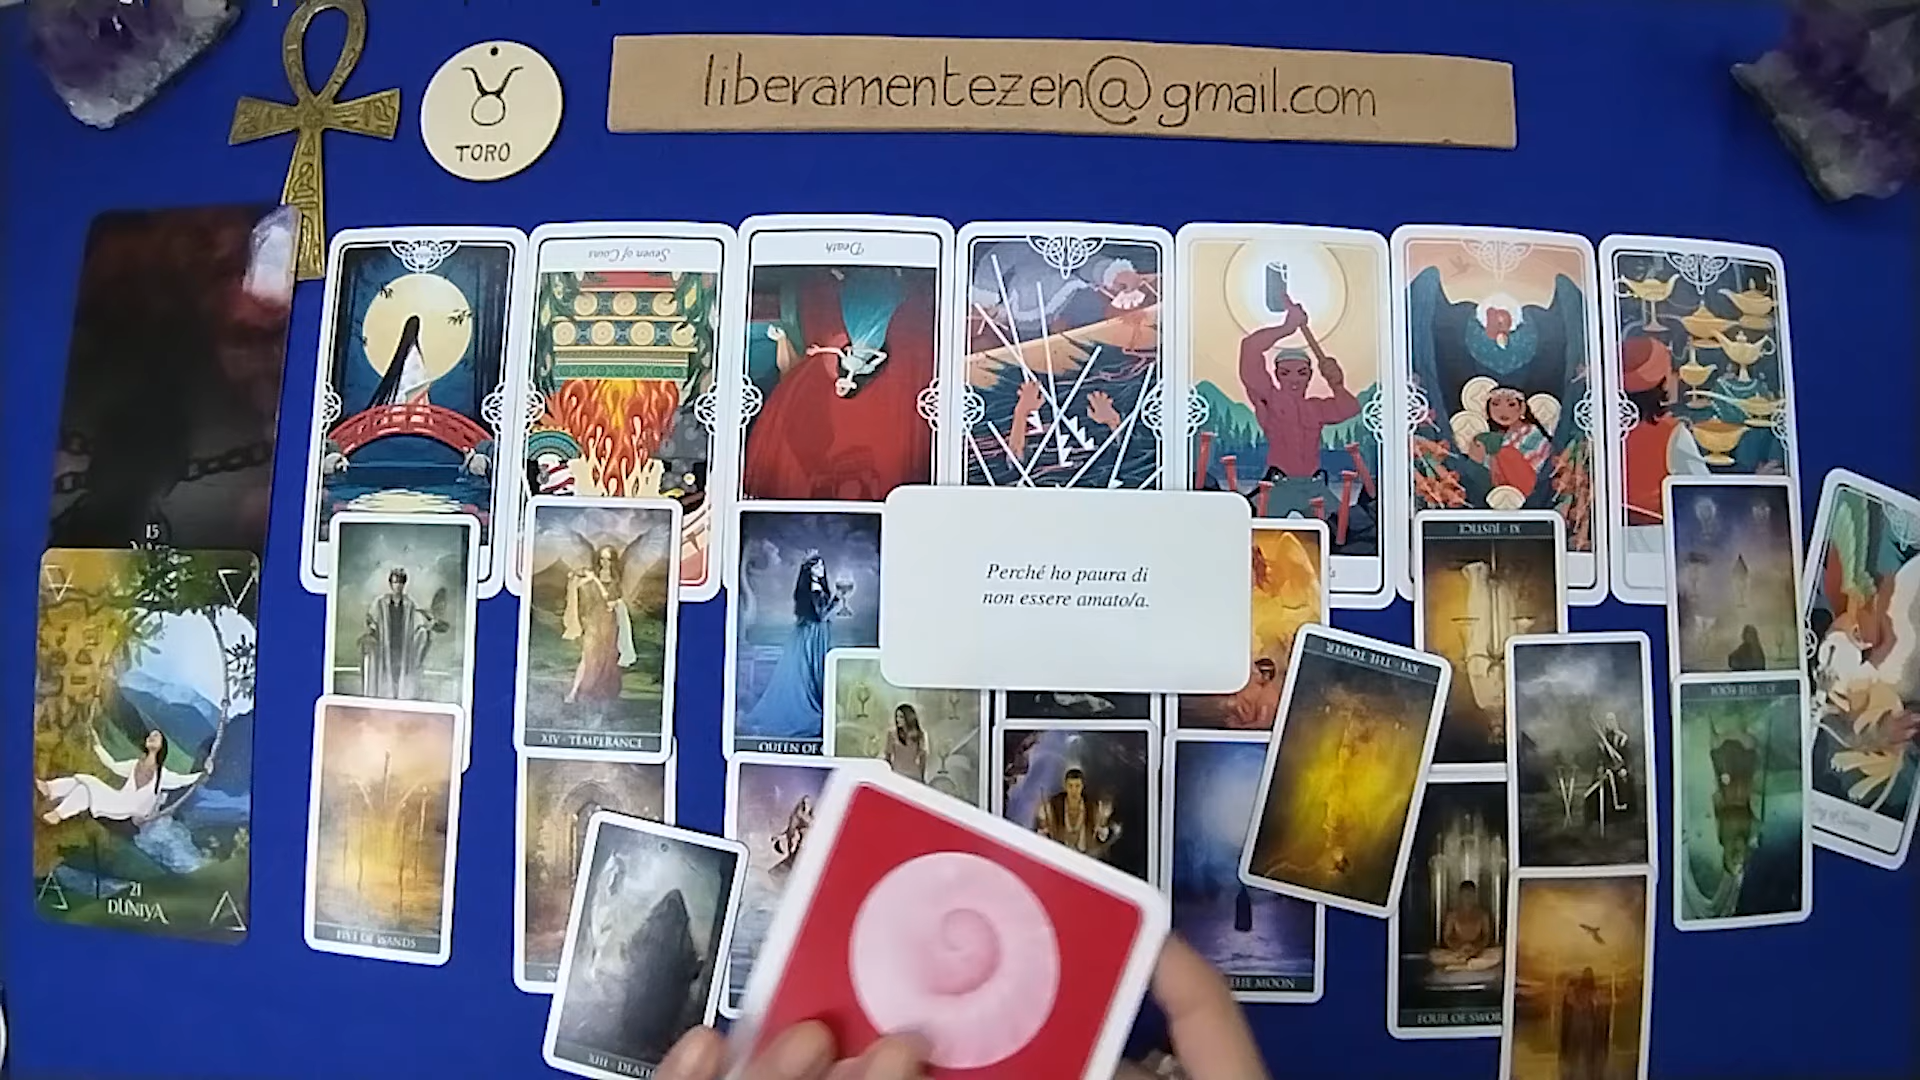 liberamentezen@gmail.com
TORO
Seven of Coins
Death
15
XI · JUSTICE
Perché ho paura di
non essere amato/a.
XVI · THE TOWER
0 · THE FOOL
XIV · TEMPERANCE
QUEEN OF
21
DUNIYA
FIVE OF WANDS
THE MOON
FOUR OF SWOR
XIII · DEATH